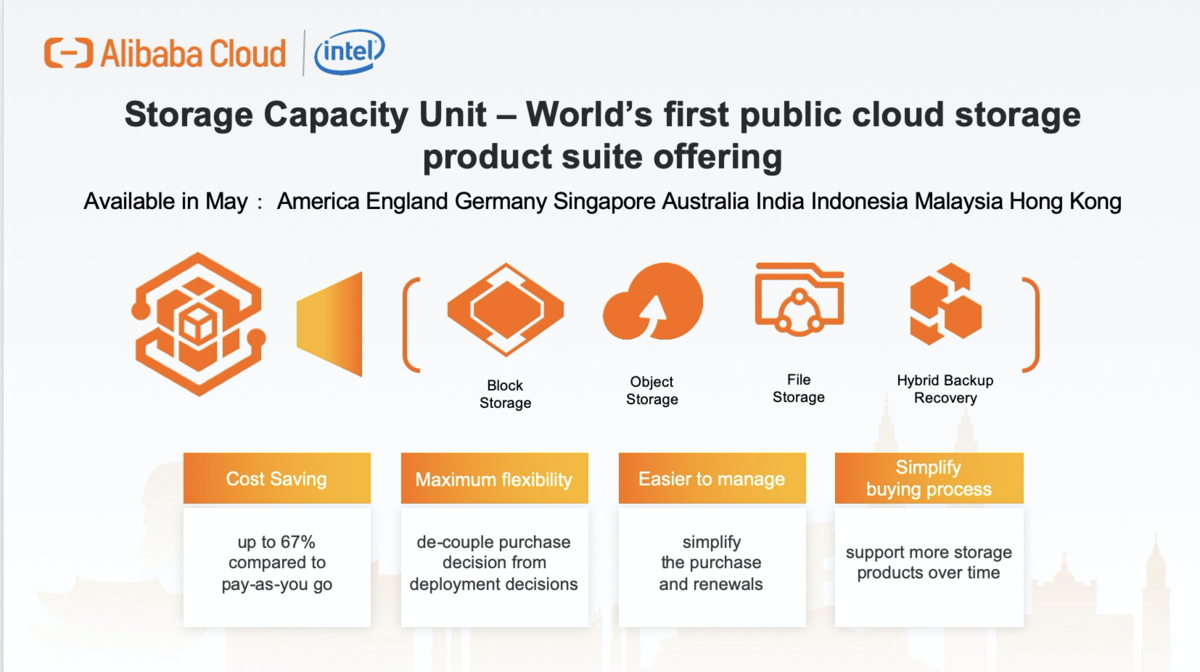 Alibaba Cloud
intel
Storage Capacity Unit – World's first public cloud storage
product suite offering
Available in May： America England Germany Singapore Australia India Indonesia Malaysia Hong Kong
Block
Storage
Object
Storage
File
Storage
Hybrid Backup
Recovery
Cost Saving
up to 67%
compared to
pay-as-you go
Maximum flexibility
de-couple purchase
decision from
deployment decisions
Easier to manage
simplify
the purchase
and renewals
Simplify
buying process
support more storage
products over time